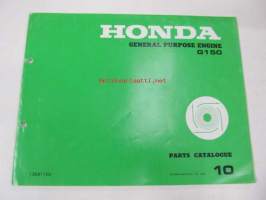 HONDA
GENERAL PURPOSE ENGINE
G150
PARTS CATALOGUE
10